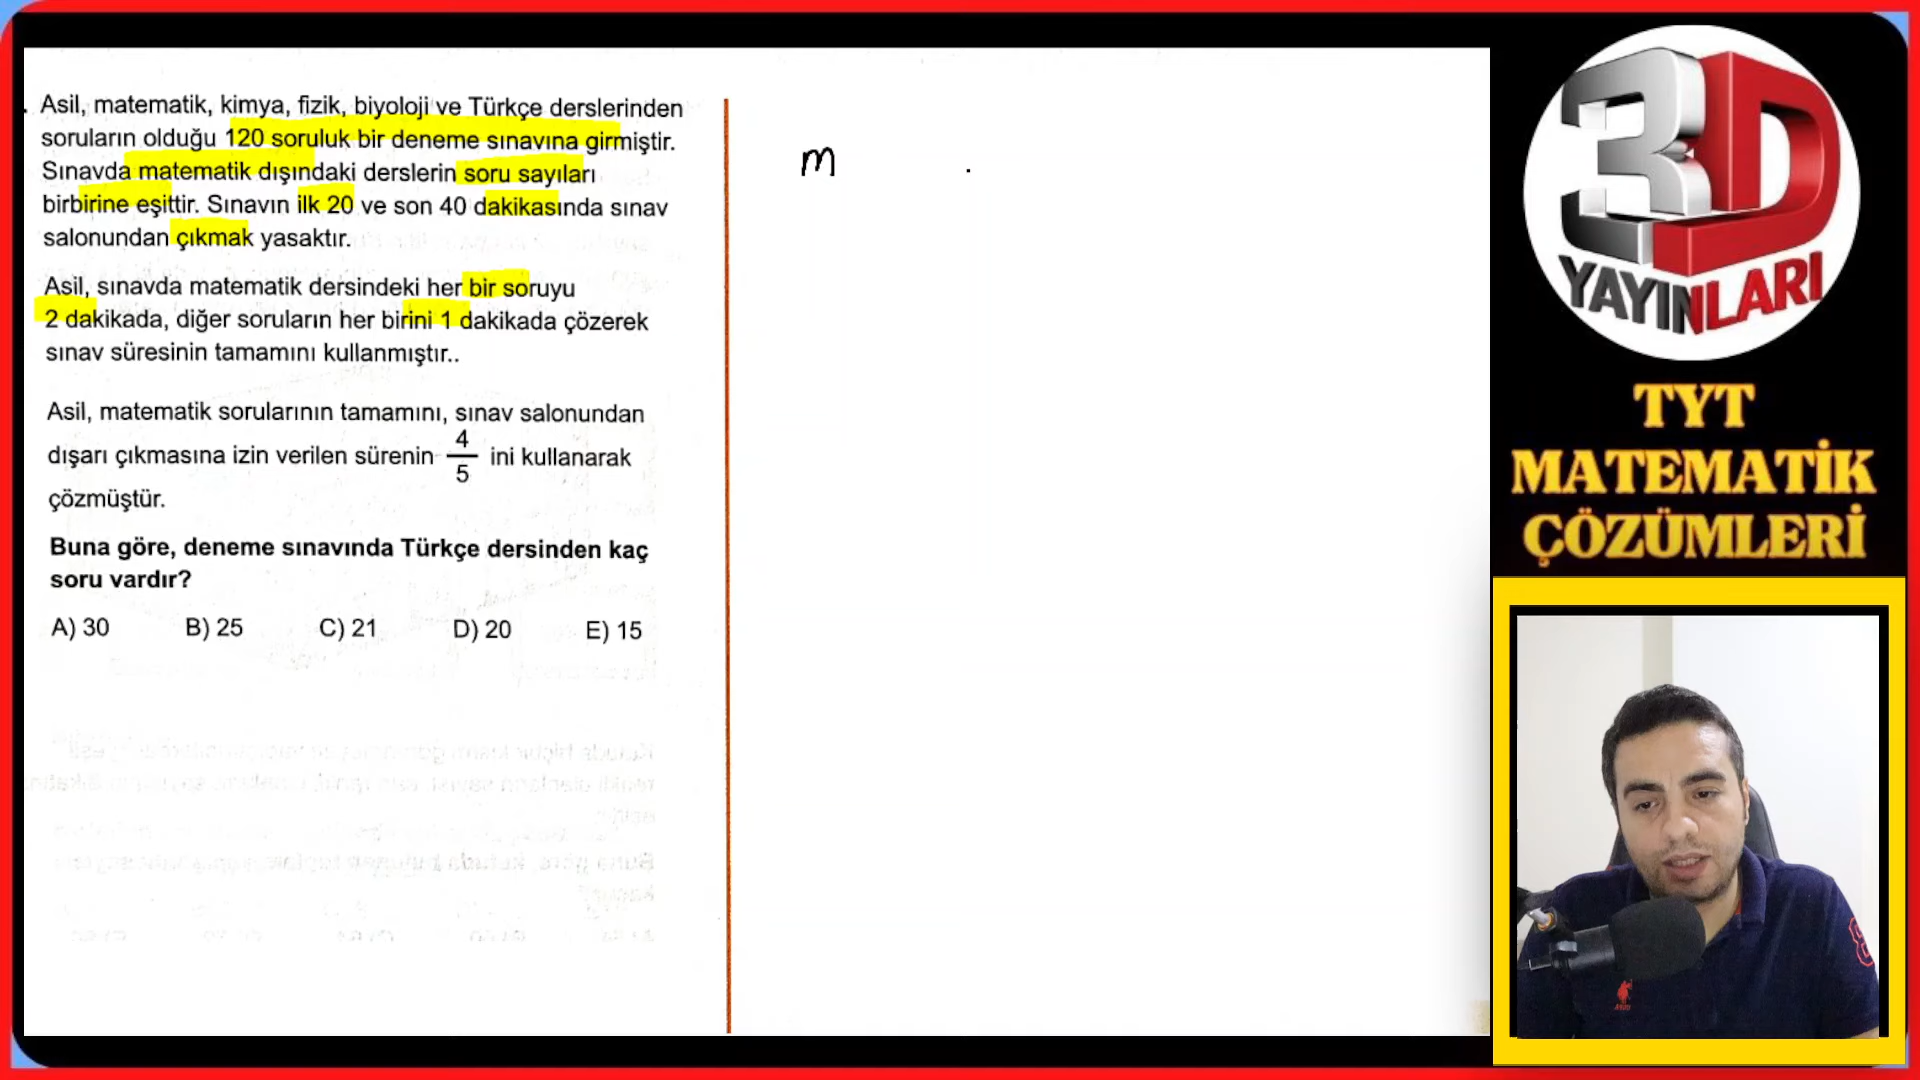 Asil, matematik, kimya, fizik, biyoloji ve Türkçe derslerinden
soruların olduğu 120 soruluk bir deneme sınavına girmiştir.
Sınavda matematik dışındaki derslerin soru sayıları
birbirine eşittir. Sınavın ilk 20 ve son 40 dakikasında sınav
salonundan çıkmak yasaktır.
Asil, sınavda matematik dersindeki her bir soruyu
2 dakikada, diğer soruların her birini 1 dakikada çözerek
sınav süresinin tamamını kullanmıştır..
Asil, matematik sorularının tamamını, sınav salonundan
dışarı çıkmasına izin verilen sürenin 4/5 ini kullanarak
çözmüştür.
Buna göre, deneme sınavında Türkçe dersinden kaç
soru vardır?
A) 30 B) 25 C) 21 D) 20 E) 15
m
3D
YAYINLARI
TYT
MATEMATİK
ÇÖZÜMLERİ